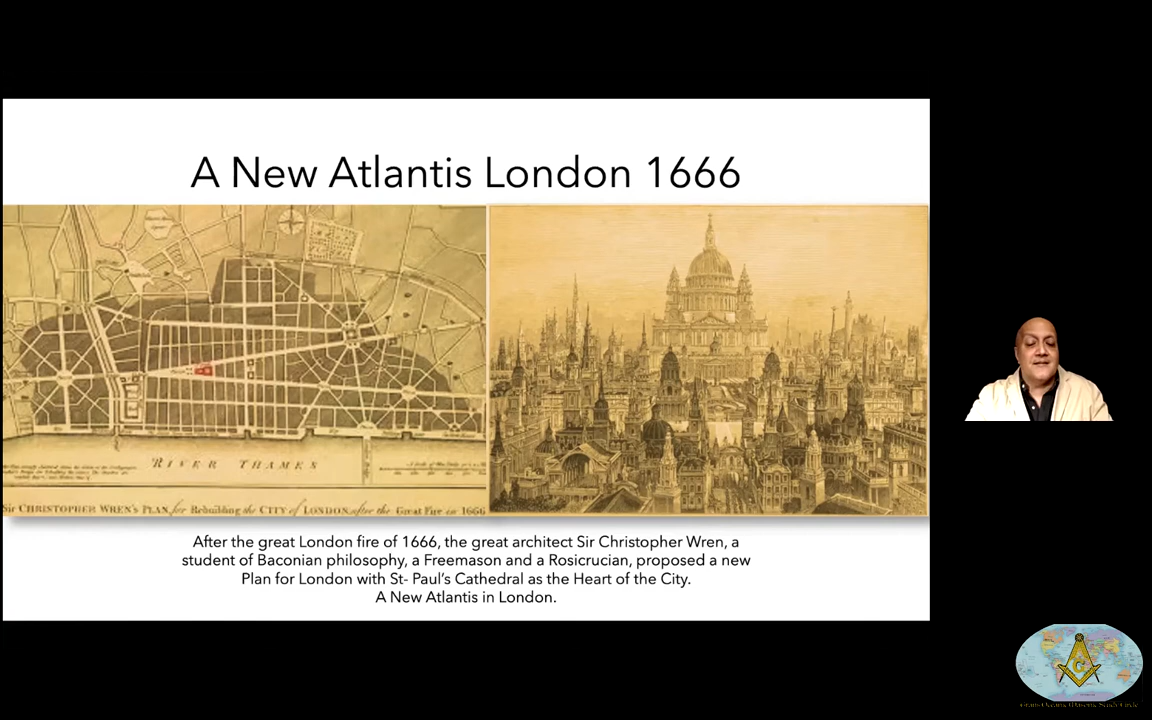 A New Atlantis London 1666
RIVER THAMES
Sir CHRISTOPHER WREN'S PLAN for Rebuilding the CITY of LONDON after the Great Fire in 1666
After the great London fire of 1666, the great architect Sir Christopher Wren, a
student of Baconian philosophy, a Freemason and a Rosicrucian, proposed a new
Plan for London with St- Paul's Cathedral as the Heart of the City.
A New Atlantis in London.
G
Masonic Study Circle